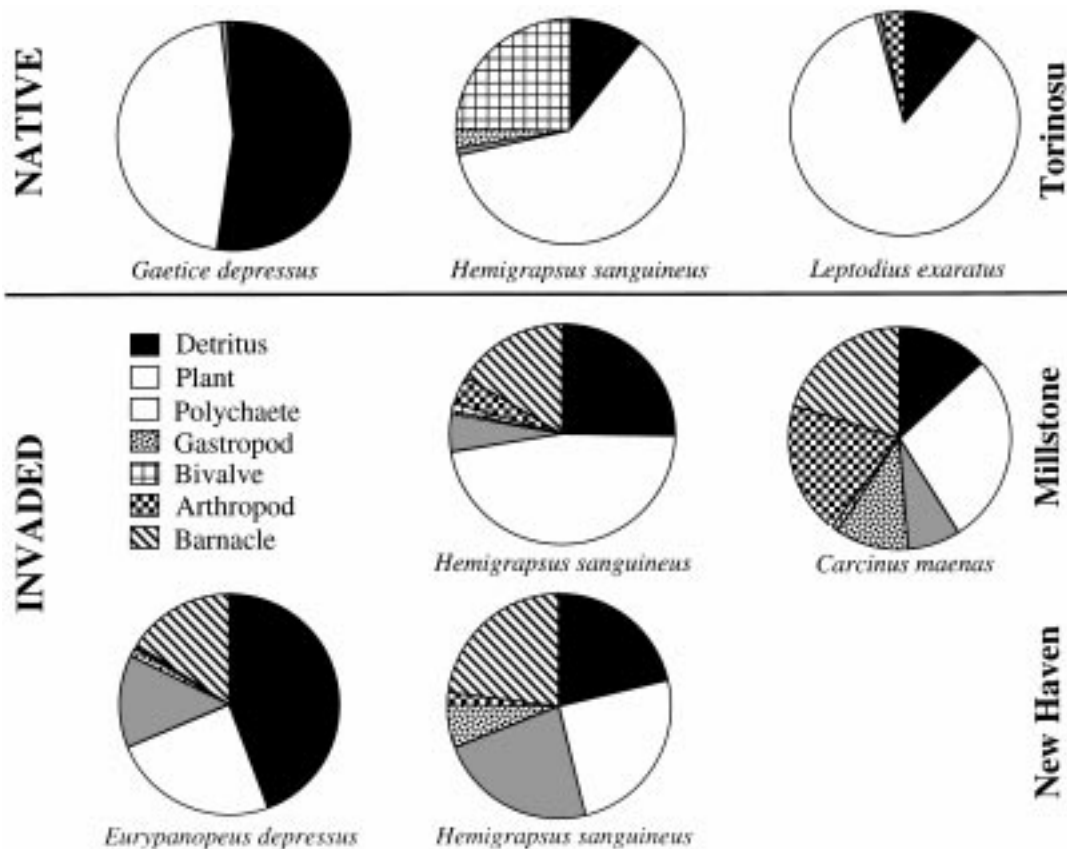 NATIVE
Torinosu
Gaetice depressus
Hemigrapsus sanguineus
Leptodius exaratus
INVADED
Detritus
Plant
Polychaete
Gastropod
Bivalve
Arthropod
Barnacle
Millstone
Hemigrapsus sanguineus
Carcinus maenas
New Haven
Eurypanopeus depressus
Hemigrapsus sanguineus